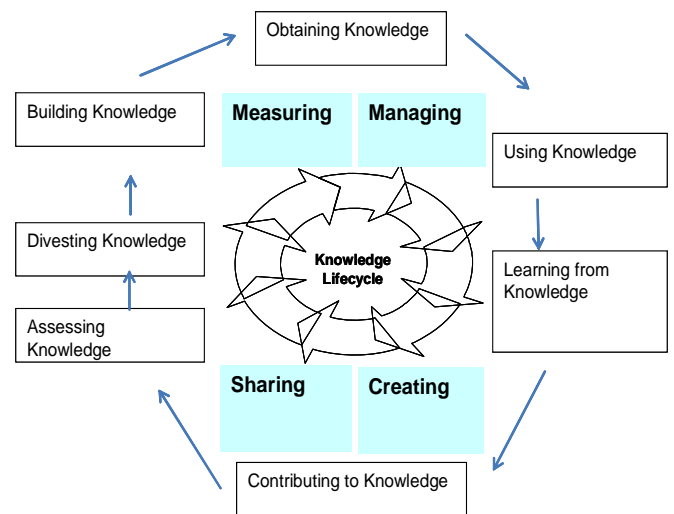 Obtaining Knowledge
Building Knowledge
Measuring
Managing
Using Knowledge
Divesting Knowledge
Knowledge
Lifecycle
Learning from
Knowledge
Assessing
Knowledge
Sharing
Creating
Contributing to Knowledge